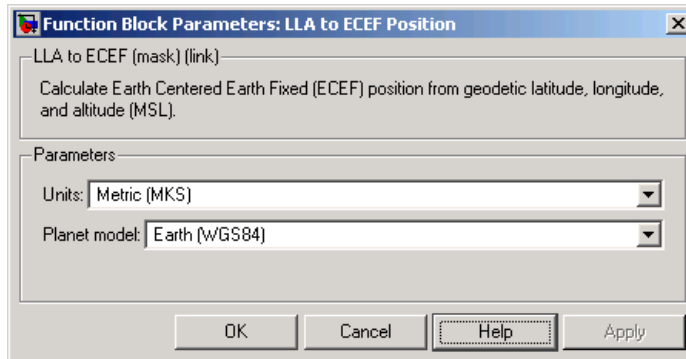 Function Block Parameters: LLA to ECEF Position
LLA to ECEF (mask) (link)
Calculate Earth Centered Earth Fixed (ECEF) position from geodetic latitude, longitude,
and altitude (MSL).
Parameters
Units: Metric (MKS)
Planet model: Earth (WGS84)
OK Cancel Help Apply